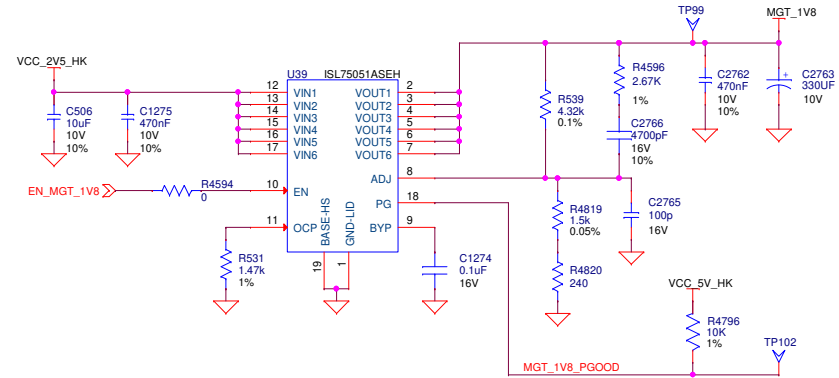 TP99
MGT_1V8
VCC_2V5_HK
U39
ISL75051ASEH
C506
10uF
10V
10%
C1275
470nF
10V
10%
12
13
14
15
16
17
VIN1
VIN2
VIN3
VIN4
VIN5
VIN6
VOUT1
VOUT2
VOUT3
VOUT4
VOUT5
VOUT6
2
3
4
5
6
7
R539
4.32k
0.1%
R4596
2.67K
1%
C2766
4700pF
16V
10%
C2762
470nF
10V
10%
+
C2763
330UF
10V
EN_MGT_1V8
R4594
0
10
EN
ADJ
8
PG
18
11
OCP
BYP
9
BASE-HS
GND-LID
19
1
R531
1.47k
1%
C1274
0.1uF
16V
R4819
1.5k
0.05%
R4820
240
C2765
100p
16V
VCC_5V_HK
R4796
10K
1%
TP102
MGT_1V8_PGOOD